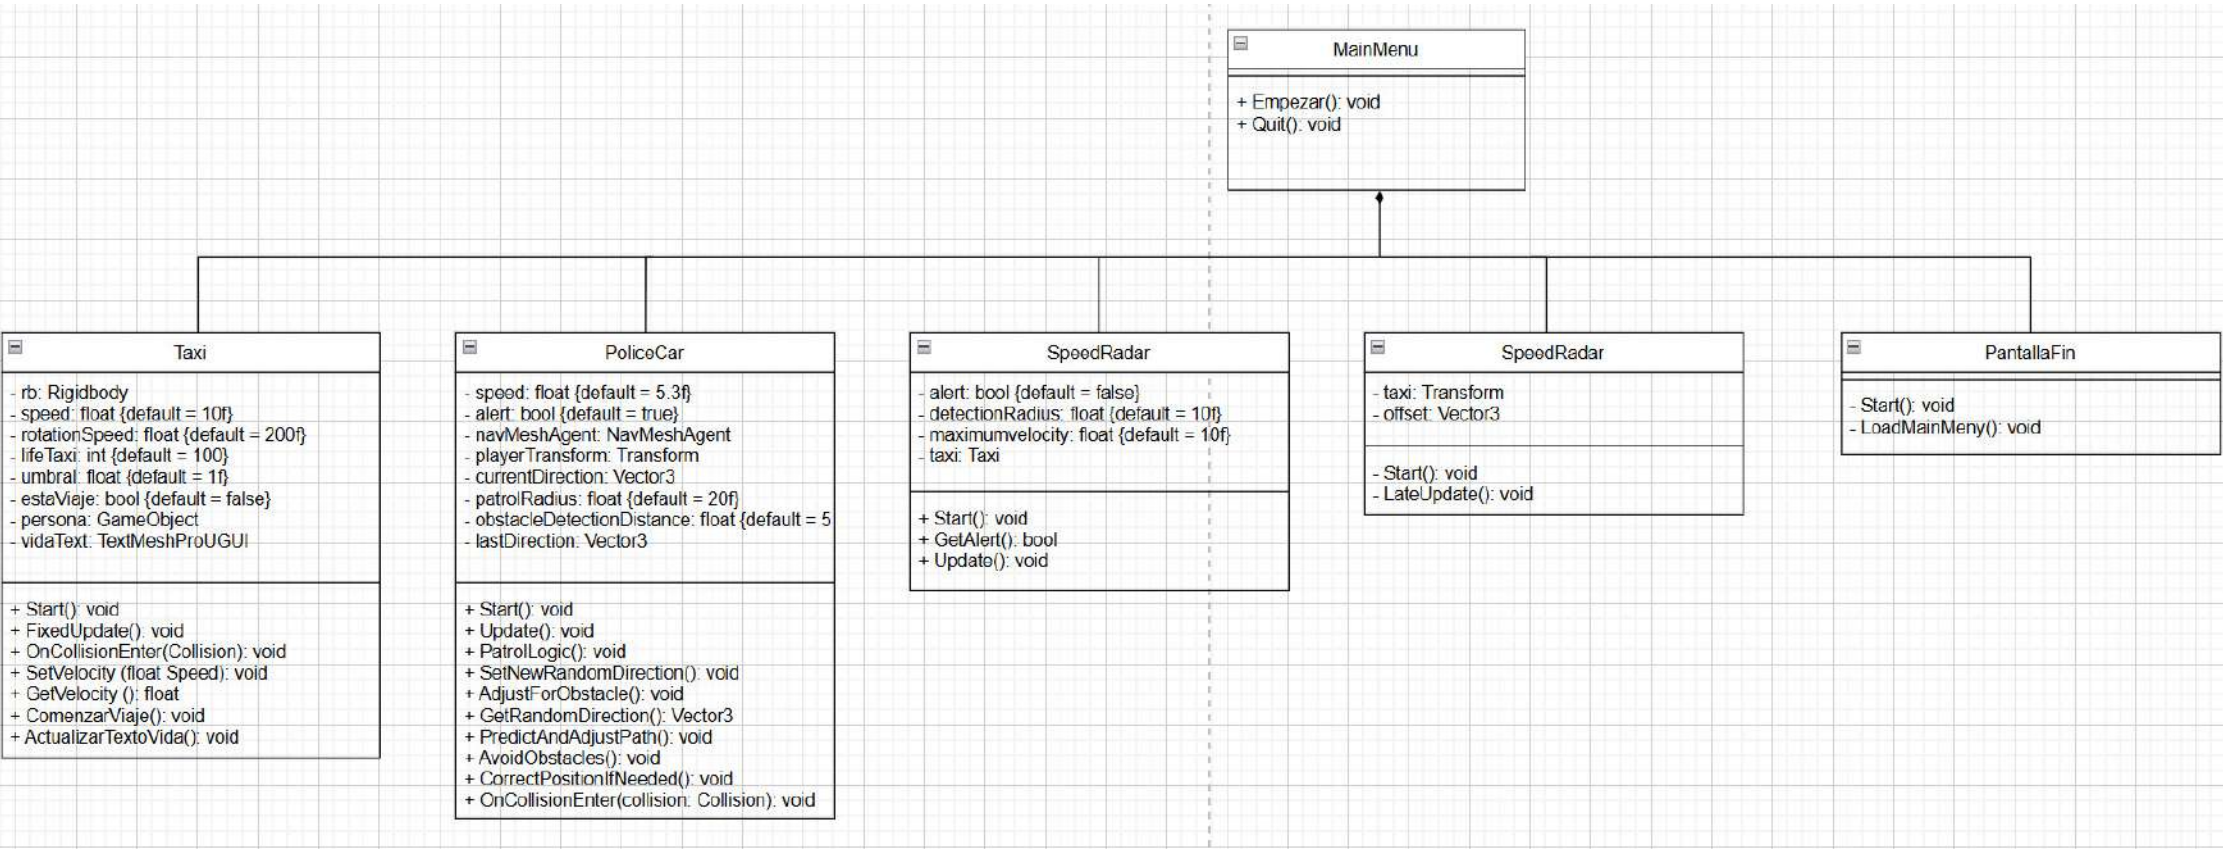 MainMenu
+ Empezar(): void
+ Quit(): void
Taxi
- rb: Rigidbody
- speed: float {default = 10f}
- rotationSpeed: float {default = 200f}
- lifeTaxi: int {default = 100}
- umbral: float {default = 1f}
- estaViaje: bool {default = false}
- persona: GameObject
- vidaText: TextMeshProUGUI
+ Start(): void
+ FixedUpdate(): void
+ OnCollisionEnter(Collision): void
+ SetVelocity (float Speed): void
+ GetVelocity (): float
+ ComenzarViaje(): void
+ ActualizarTextoVida(): void
PoliceCar
- speed: float {default = 5.3f}
- alert: bool {default = true}
- navMeshAgent: NavMeshAgent
- playerTransform: Transform
- currentDirection: Vector3
- patrolRadius: float {default = 20f}
- obstacleDetectionDistance: float {default = 5
- lastDirection: Vector3
+ Start(): void
+ Update(): void
+ PatrolLogic(): void
+ SetNewRandomDirection(): void
+ AdjustForObstacle(): void
+ GetRandomDirection(): Vector3
+ PredictAndAdjustPath(): void
+ AvoidObstacles(): void
+ CorrectPositionIfNeeded(): void
+ OnCollisionEnter(collision: Collision): void
SpeedRadar
- alert: bool {default = false}
- detectionRadius: float {default = 10f}
- maximumvelocity: float {default = 10f}
- taxi: Taxi
+ Start(): void
+ GetAlert(): bool
+ Update(): void
SpeedRadar
- taxi: Transform
- offset: Vector3
- Start(): void
- LateUpdate(): void
PantallaFin
- Start(): void
- LoadMainMeny(): void